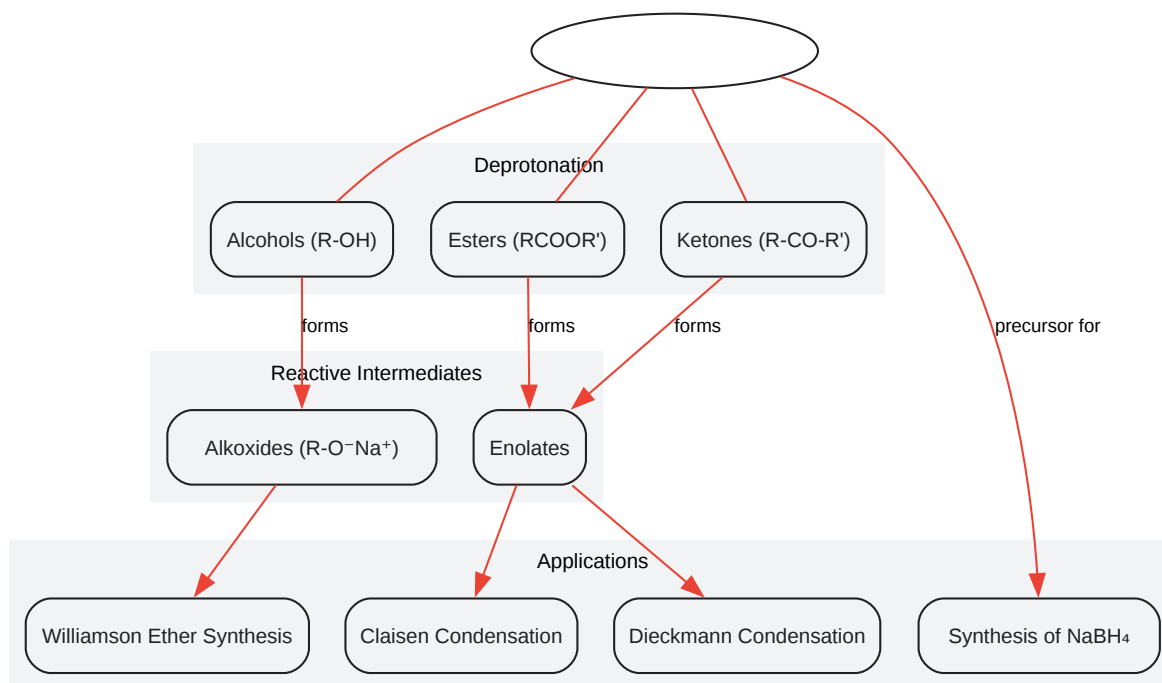 Deprotonation
Alcohols (R-OH)
Esters (RCOOR')
Ketones (R-CO-R')
forms
forms
forms
precursor for
Reactive Intermediates
Alkoxides (R-O⁻Na⁺)
Enolates
Applications
Williamson Ether Synthesis
Claisen Condensation
Dieckmann Condensation
Synthesis of NaBH₄